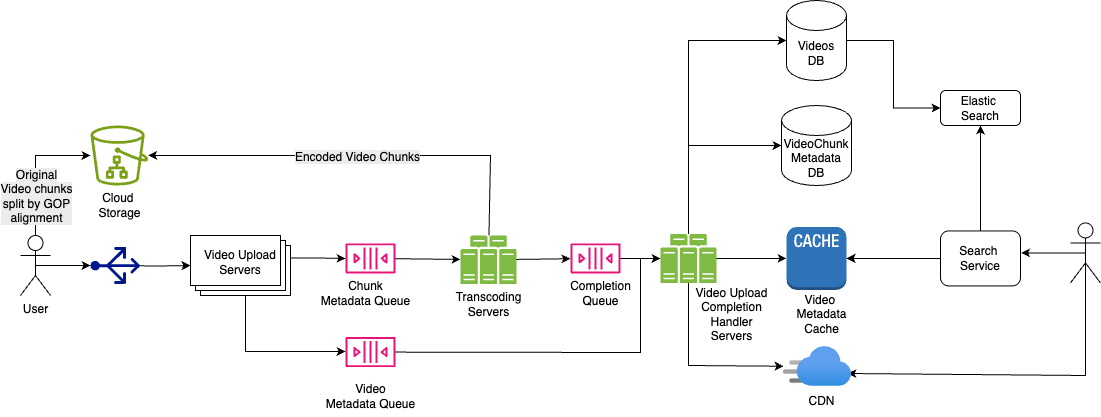 Videos
DB
Elastic
Search
VideoChunk
Metadata
DB
Encoded Video Chunks
Original
Video chunks
split by GOP
alignment
Cloud
Storage
User
Video Upload
Servers
Chunk
Metadata Queue
Transcoding
Servers
Completion
Queue
Video Upload
Completion
Handler
Servers
CACHE
Video
Metadata
Cache
Search
Service
Video
Metadata Queue
CDN